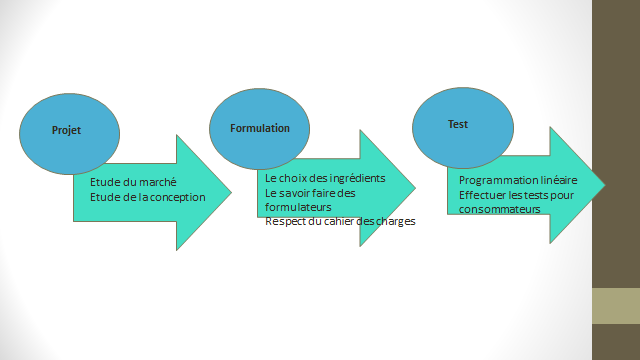 Projet
Etude du marché
Etude de la conception
Formulation
Le choix des ingrédients
Le savoir faire des
formulateurs
Respect du cahier des charges
Test
Programmation linéaire
Effectuer les tests pour
consommateurs